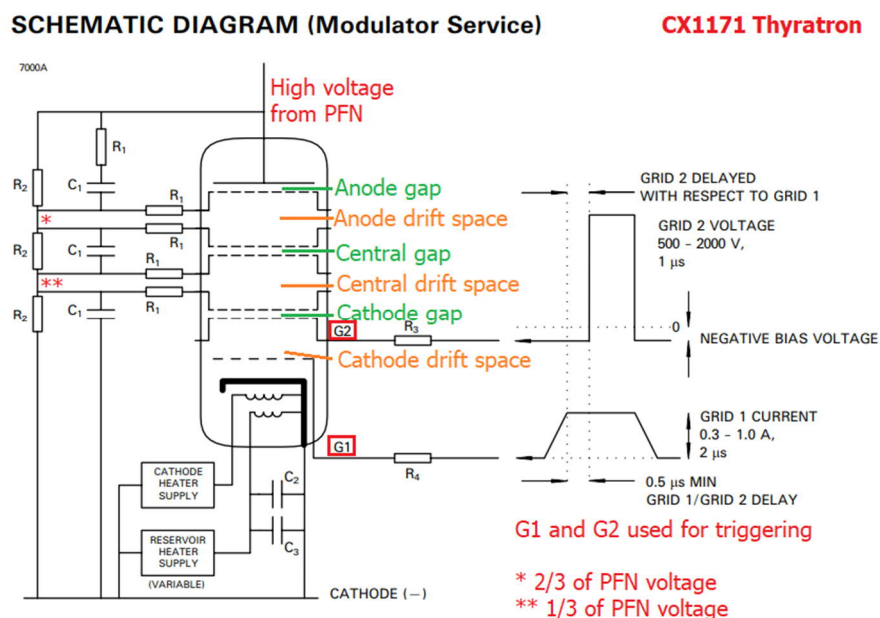 SCHEMATIC DIAGRAM (Modulator Service)
CX1171 Thyratron
7000A
High voltage
from PFN
R1
R2
C1
R1
Anode gap
*
Anode drift space
R1
R2
C1
Central gap
R1
**
Central drift space
R1
R2
C1
Cathode gap
G2
R3
Cathode drift space
GRID 2 DELAYED
WITH RESPECT TO GRID 1
GRID 2 VOLTAGE
500 – 2000 V,
1 µs
0
NEGATIVE BIAS VOLTAGE
G1
R4
GRID 1 CURRENT
0.3 – 1.0 A,
2 µs
0.5 µs MIN
GRID 1/GRID 2 DELAY
CATHODE
HEATER
SUPPLY
C2
RESERVOIR
HEATER
SUPPLY
(VARIABLE)
C3
CATHODE (–)
G1 and G2 used for triggering
* 2/3 of PFN voltage
** 1/3 of PFN voltage